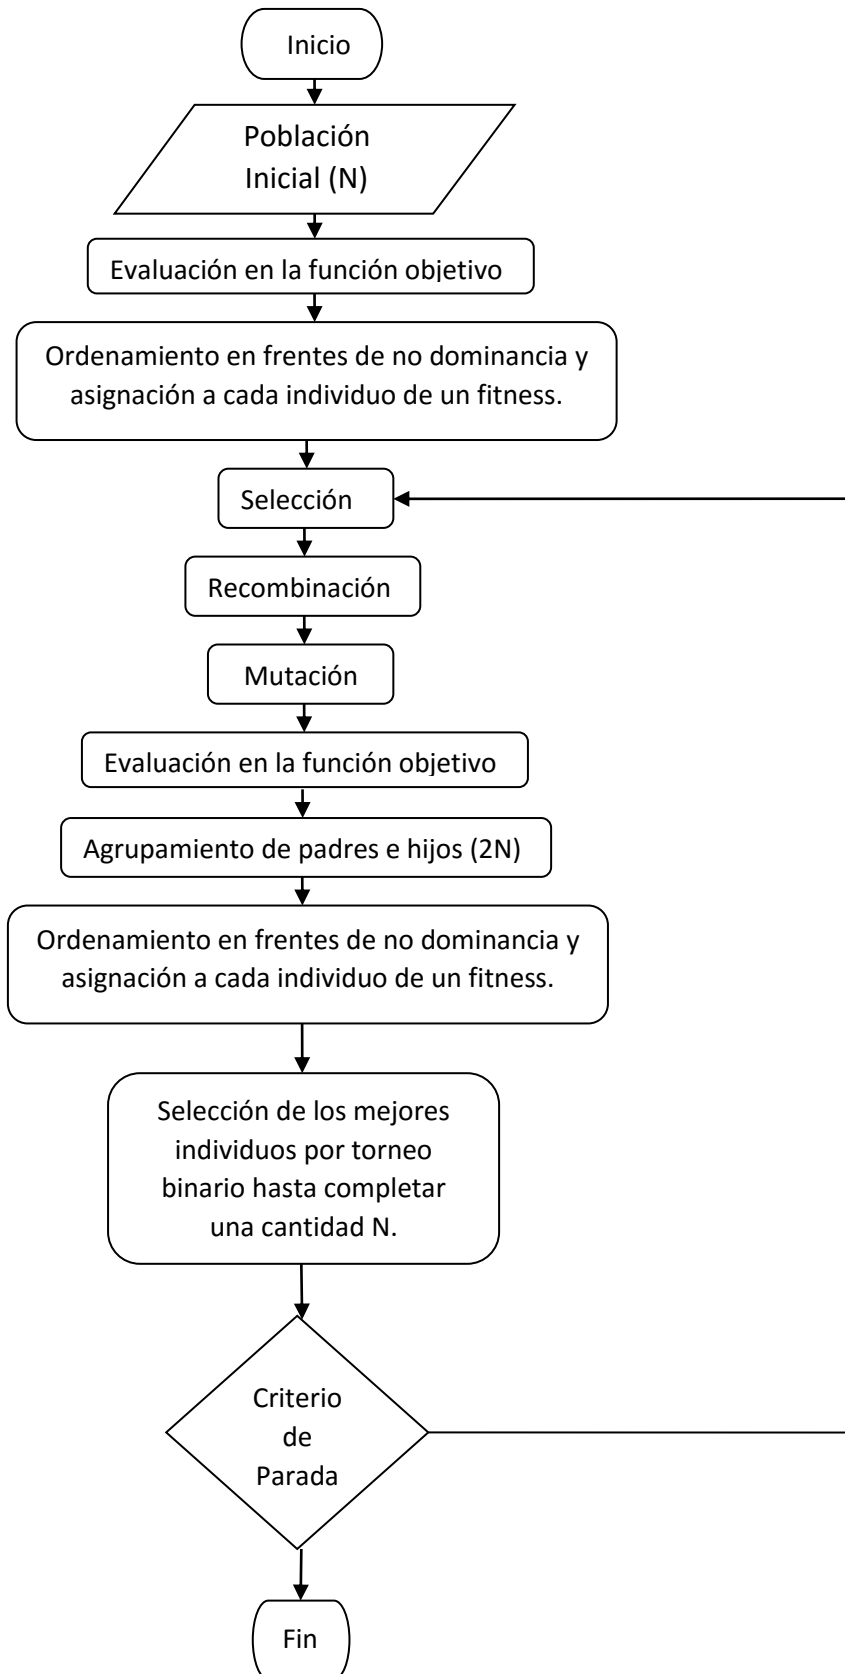 Inicio
Población
Inicial (N)
Evaluación en la función objetivo
Ordenamiento en frentes de no dominancia y
asignación a cada individuo de un fitness.
Selección
Recombinación
Mutación
Evaluación en la función objetivo
Agrupamiento de padres e hijos (2N)
Ordenamiento en frentes de no dominancia y
asignación a cada individuo de un fitness.
Selección de los mejores
individuos por torneo
binario hasta completar
una cantidad N.
Criterio
de
Parada
Fin